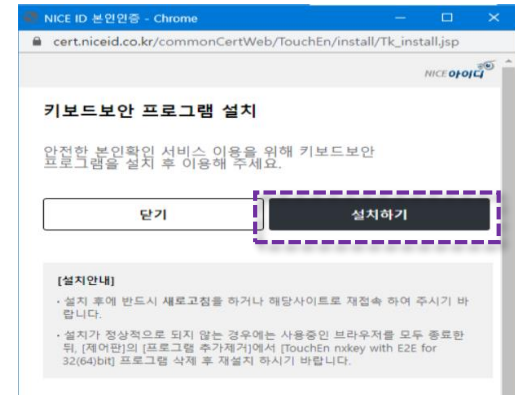 NICE ID 본인인증 - Chrome
cert.niceid.co.kr/commonCertWeb/TouchEn/install/Tk_install.jsp
NICE 아이디
키보드보안 프로그램 설치
안전한 본인확인 서비스 이용을 위해 키보드보안
프로그램을 설치 후 이용해 주세요.
닫기
설치하기
[설치안내]
· 설치 후에 반드시 새로고침을 하거나 해당사이트로 재접속 하여 주시기 바
랍니다.
· 설치가 정상적으로 되지 않는 경우에는 사용중인 브라우저를 모두 종료한
뒤, [제어판]의 [프로그램 추가제거]에서 [TouchEn nxkey with E2E for
32(64)bit] 프로그램 삭제 후 재설치 하시기 바랍니다.